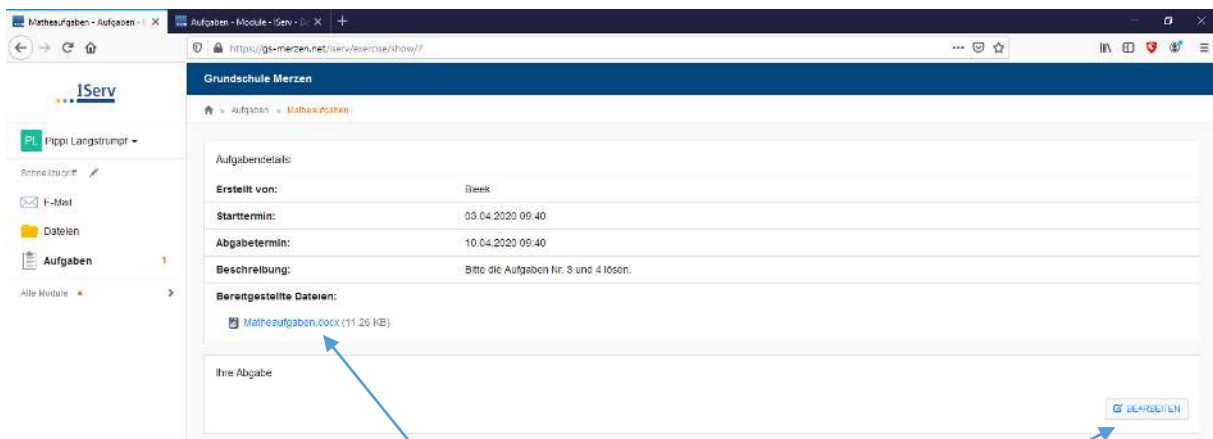 Matheaufgaben - Aufgaben - I
Aufgaben - Module - IServ - Do
https://gs-merzen.net/iserv/exercise/show/7
IServ
Grundschule Merzen
Aufgaben » Matheaufgaben
PL Pippi Langstrumpf
Schnellzugriff
E-Mail
Dateien
Aufgaben 1
Alle Module
Aufgabendetails
Erstellt von: Bleek
Starttermin: 03.04.2020 09:40
Abgabetermin: 10.04.2020 09:40
Beschreibung: Bitte die Aufgaben Nr. 3 und 4 lösen.
Bereitgestellte Dateien:
Matheaufgaben.docx (11.26 KB)
Ihre Abgabe
BEARBEITEN